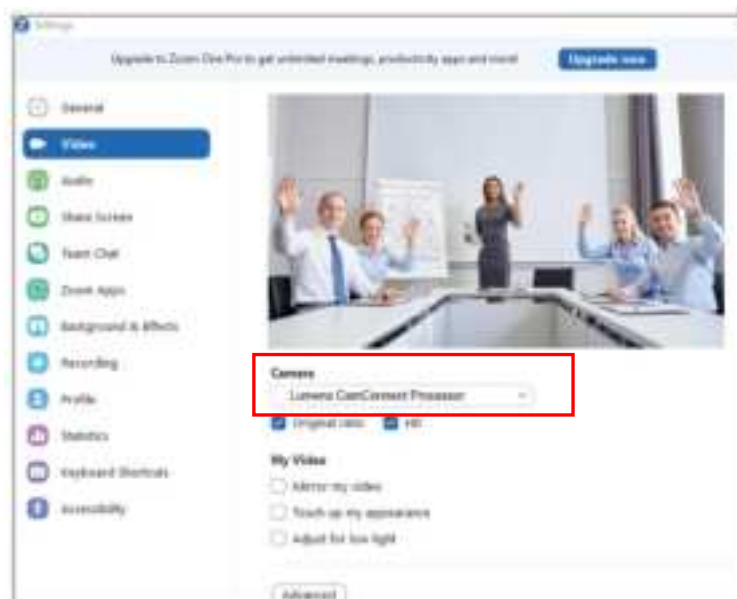 Settings
Upgrade to Zoom One Pro to get unlimited meetings, productivity apps and more!
Upgrade now
General
Video
Audio
Share Screen
Team Chat
Zoom Apps
Background & Effects
Recording
Profile
Statistics
Keyboard Shortcuts
Accessibility
Camera
Lumens CamConnect Processor
Original ratio
HD
My Video
Mirror my video
Touch up my appearance
Adjust for low light
Advanced